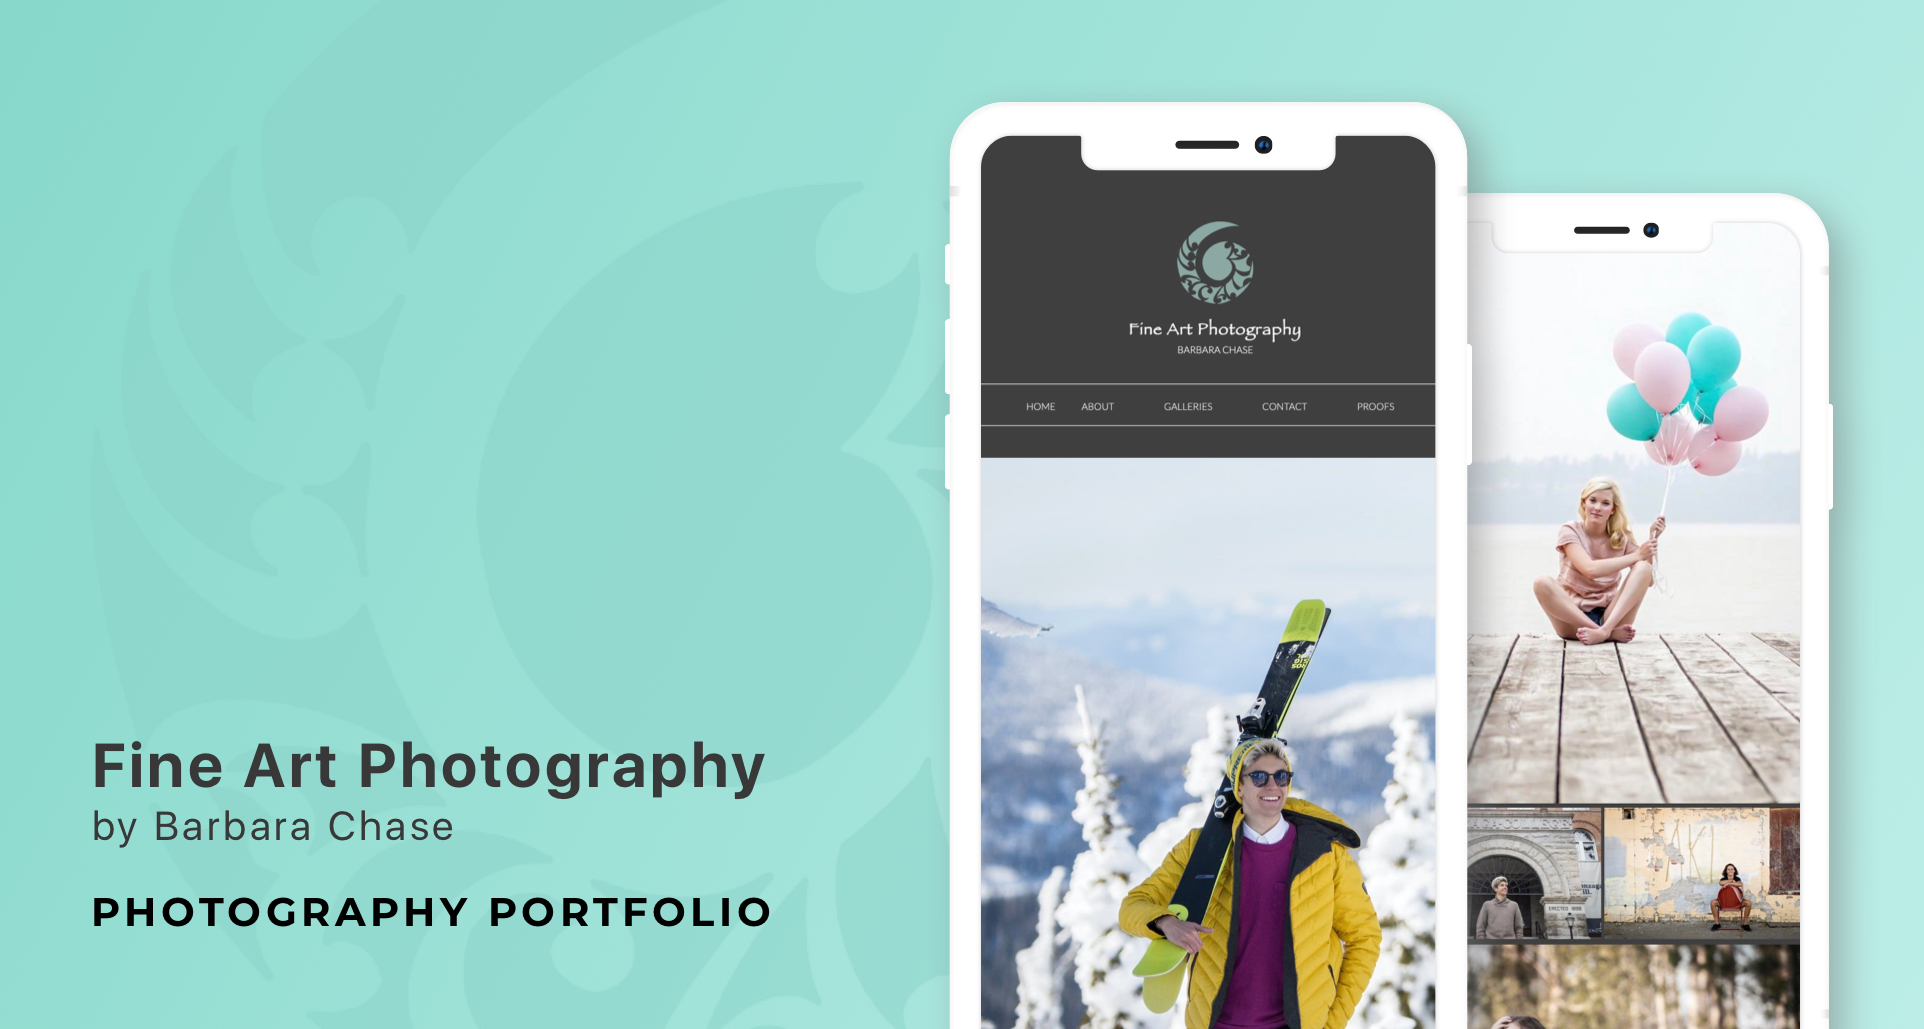 Fine Art Photography
by Barbara Chase
PHOTOGRAPHY PORTFOLIO
Fine Art Photography
BARBARA CHASE
HOME ABOUT GALLERIES CONTACT PROOFS